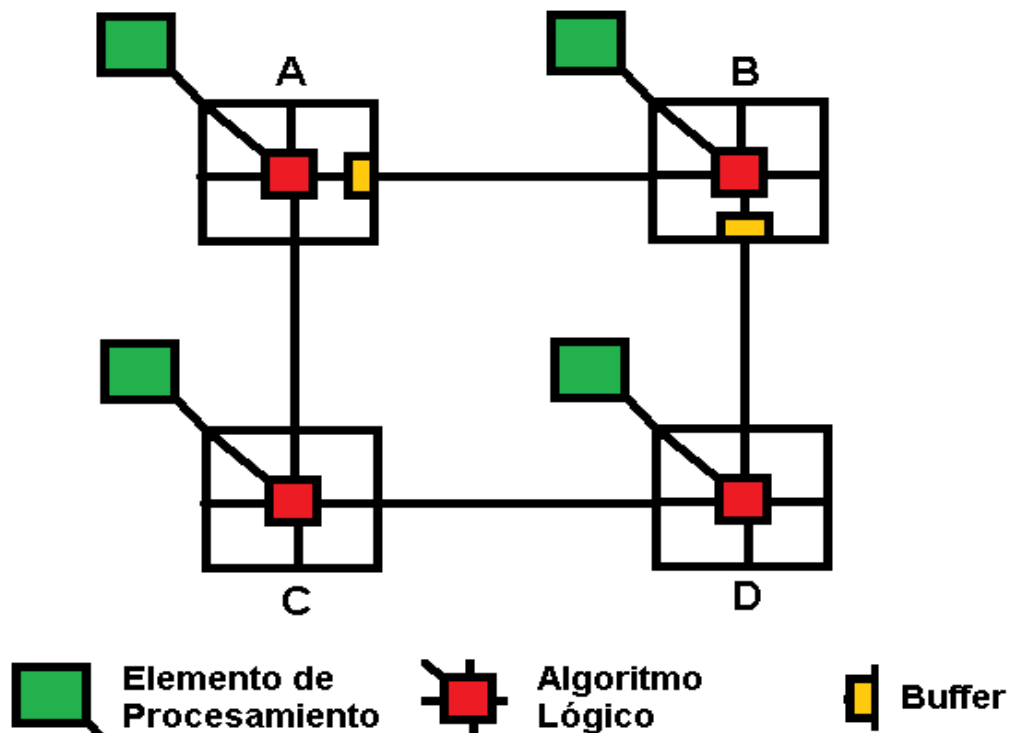 A
B
C
D
Elemento de
Procesamiento
Algoritmo
Lógico
Buffer